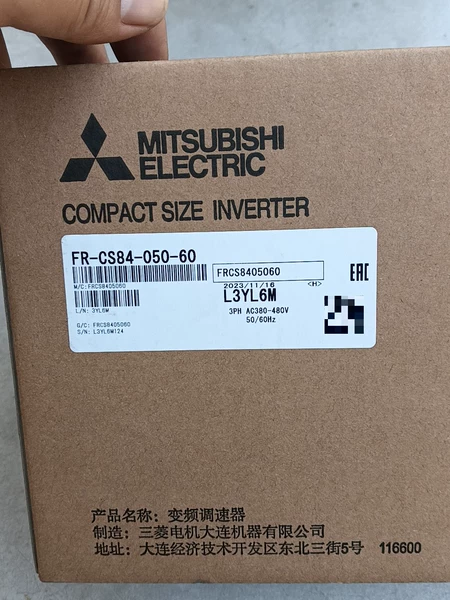 MITSUBISHI
ELECTRIC
COMPACT SIZE INVERTER
FR-CS84-050-60
FRCS8405060
EAC
M/C:FRCS8405060
2023/11/16 <H>
L3YL6M
L/N: 3YL6M
3PH AC380-480V
50/60Hz
G/C: FRCS8405060
S/N: L3YL6M124
产品名称：变频调速器
制造：三菱电机大连机器有限公司
地址：大连经济技术开发区东北三街5号 116600